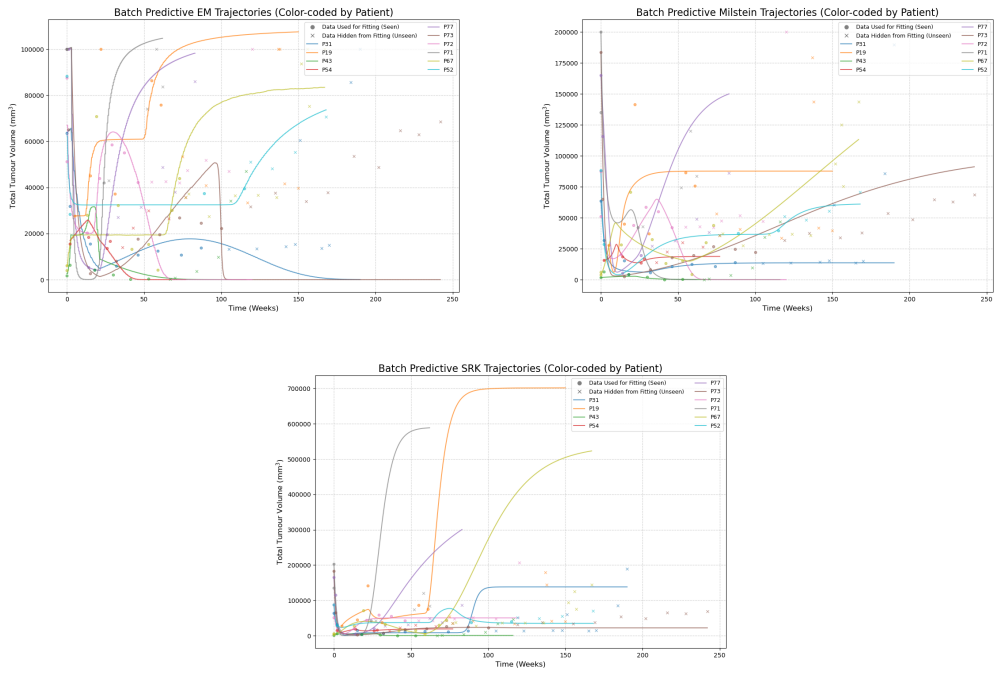 Batch Predictive EM Trajectories (Color-coded by Patient)
Total Tumour Volume (mm³)
100000
80000
60000
40000
20000
0
0
50
100
150
200
250
Time (Weeks)
Data Used for Fitting (Seen)
Data Hidden from Fitting (Unseen)
P31
P19
P43
P54
P77
P73
P72
P71
P67
P52
Batch Predictive Milstein Trajectories (Color-coded by Patient)
Total Tumour Volume (mm³)
200000
175000
150000
125000
100000
75000
50000
25000
0
0
50
100
150
200
250
Time (Weeks)
Data Used for Fitting (Seen)
Data Hidden from Fitting (Unseen)
P31
P19
P43
P54
P77
P73
P72
P71
P67
P52
Batch Predictive SRK Trajectories (Color-coded by Patient)
Total Tumour Volume (mm³)
700000
600000
500000
400000
300000
200000
100000
0
0
50
100
150
200
250
Time (Weeks)
Data Used for Fitting (Seen)
Data Hidden from Fitting (Unseen)
P31
P19
P43
P54
P77
P73
P72
P71
P67
P52